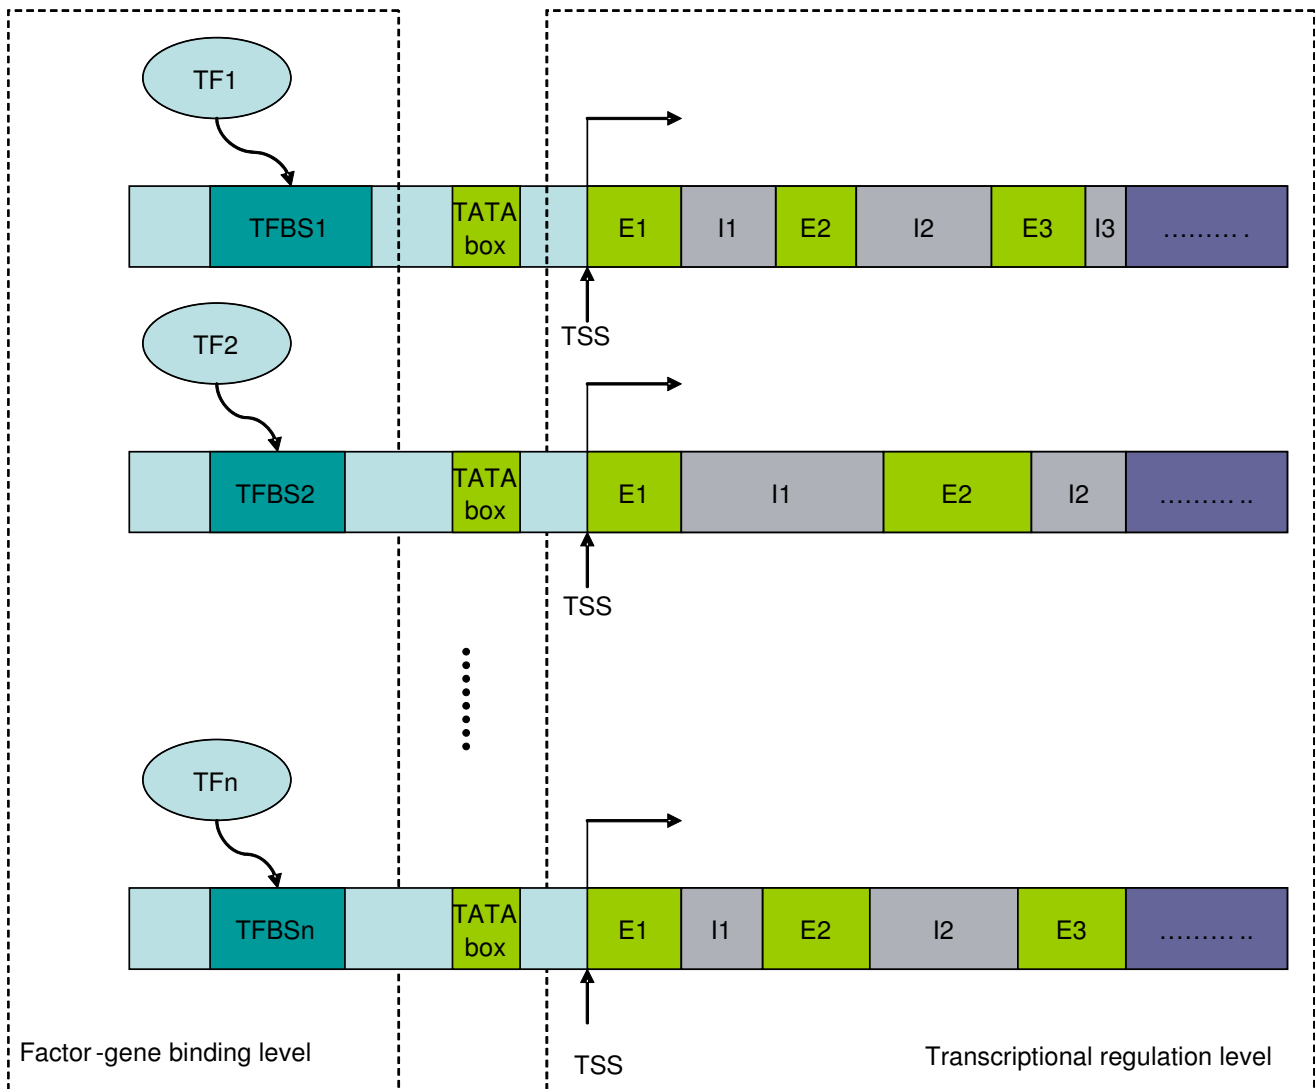 TF1
TFBS1
TATA
box
E1
I1
E2
I2
E3
I3
......... .
TSS
TF2
TFBS2
TATA
box
E1
I1
E2
I2
......... ..
TSS
TFn
TFBSn
TATA
box
E1
I1
E2
I2
E3
......... ..
TSS
Factor -gene binding level
Transcriptional regulation level